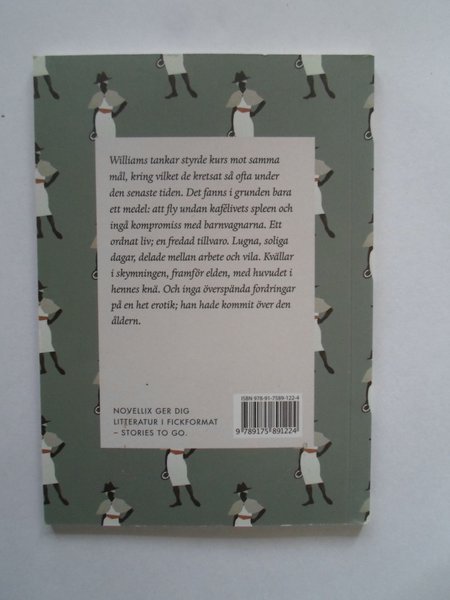 Williams tankar styrde kurs mot samma
mål, kring vilket de kretsat så ofta under
den senaste tiden. Det fanns i grunden bara
ett medel: att fly undan kafélivets spleen och
ingå kompromiss med barnvagnarna. Ett
ordnat liv; en fredad tillvaro. Lugna, soliga
dagar, delade mellan arbete och vila. Kvällar
i skymningen, framför elden, med huvudet i
hennes knä. Och inga överspända fordringar
på en het erotik; han hade kommit över den
åldern.
ISBN 978-91-7589-122-4
NOVELLIX GER DIG
LITTERATUR I FICKFORMAT
– STORIES TO GO.
9 789175 891224